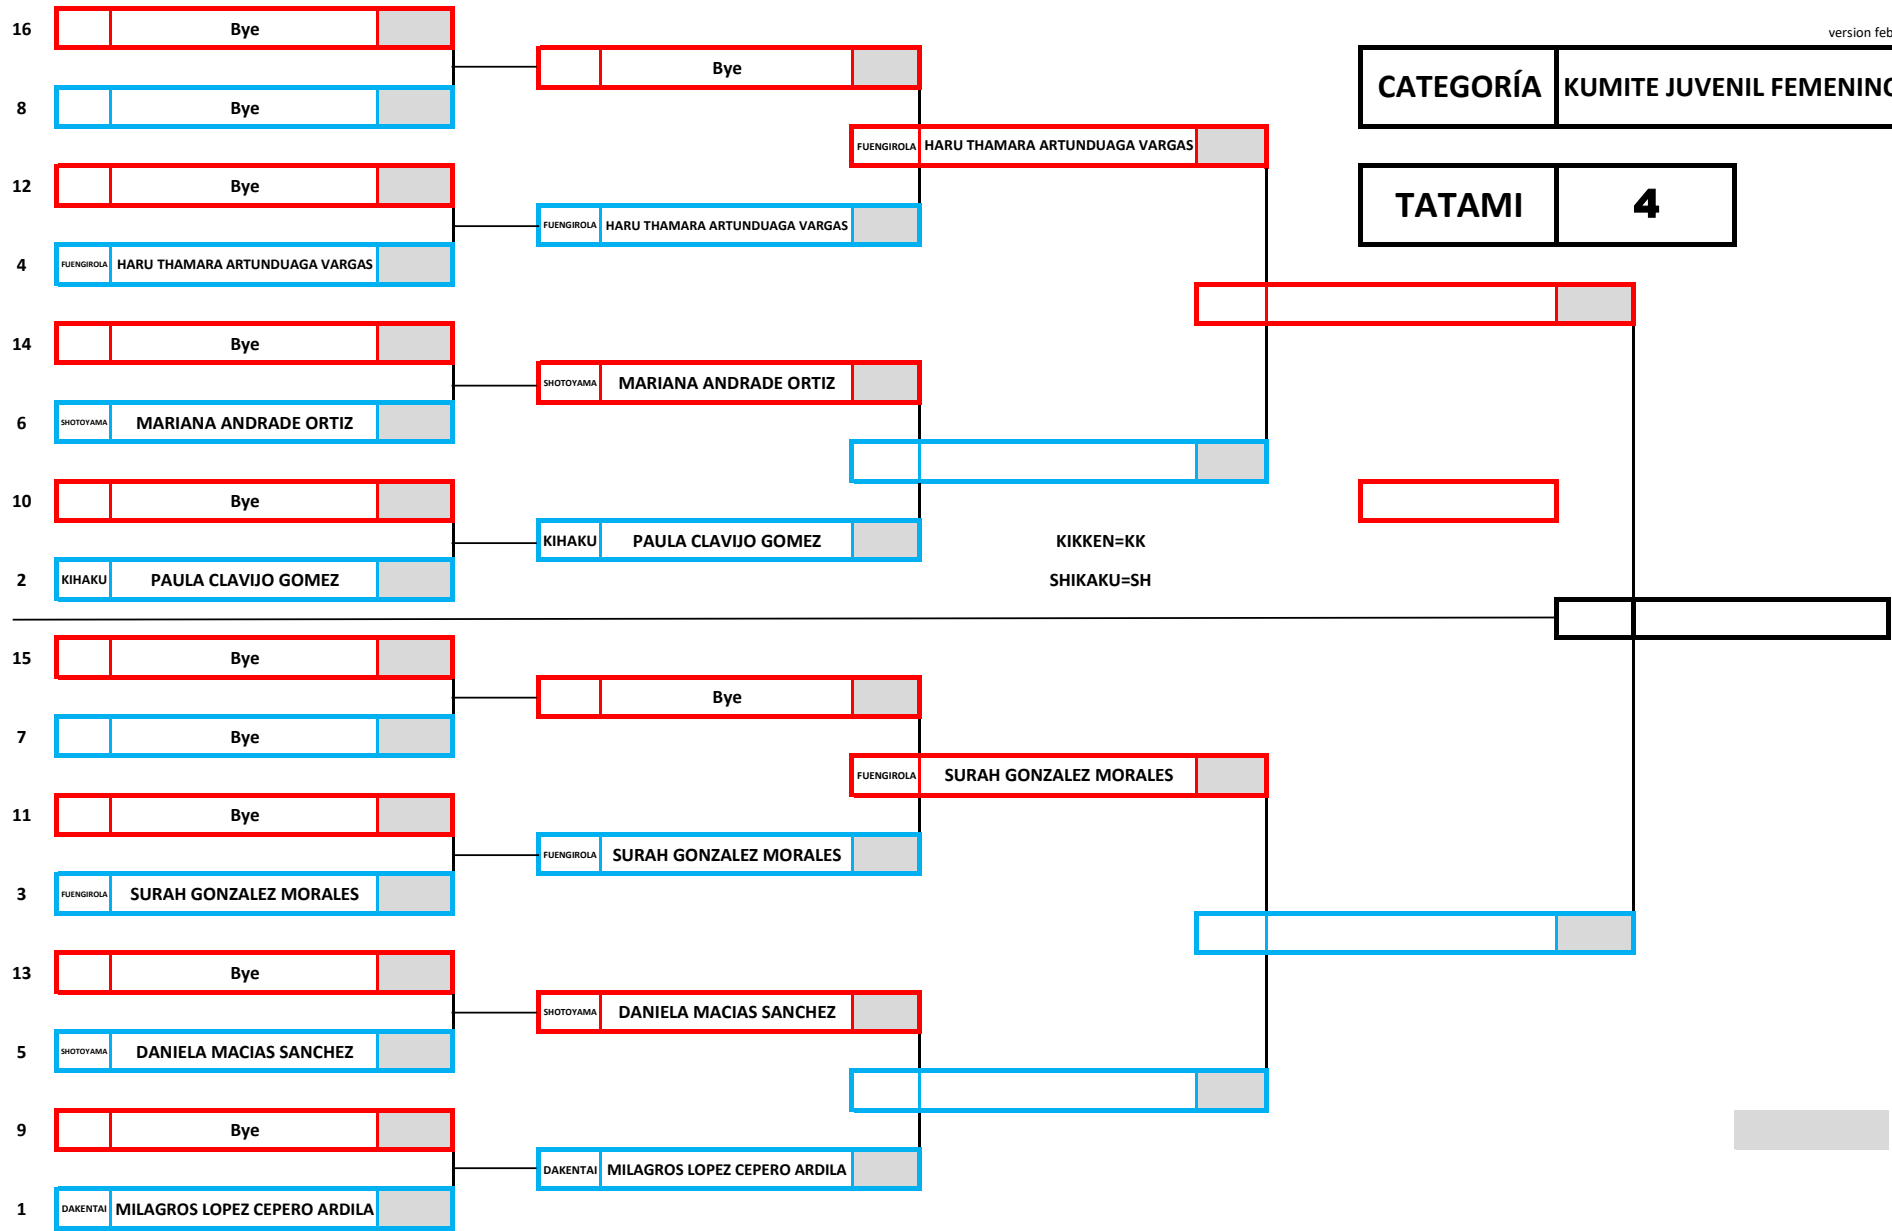 version feb
16 Bye
Bye
CATEGORÍA KUMITE JUVENIL FEMENINO
8 Bye
FUENGIROLA HARU THAMARA ARTUNDUAGA VARGAS
12 Bye
TATAMI 4
FUENGIROLA HARU THAMARA ARTUNDUAGA VARGAS
4 FUENGIROLA HARU THAMARA ARTUNDUAGA VARGAS
14 Bye
SHOTOYAMA MARIANA ANDRADE ORTIZ
6 SHOTOYAMA MARIANA ANDRADE ORTIZ
10 Bye
KIHAKU PAULA CLAVIJO GOMEZ
KIKKEN=KK
2 KIHAKU PAULA CLAVIJO GOMEZ
SHIKAKU=SH
15 Bye
Bye
7 Bye
FUENGIROLA SURAH GONZALEZ MORALES
11 Bye
FUENGIROLA SURAH GONZALEZ MORALES
3 FUENGIROLA SURAH GONZALEZ MORALES
13 Bye
SHOTOYAMA DANIELA MACIAS SANCHEZ
5 SHOTOYAMA DANIELA MACIAS SANCHEZ
9 Bye
DAKENTAI MILAGROS LOPEZ CEPERO ARDILA
1 DAKENTAI MILAGROS LOPEZ CEPERO ARDILA